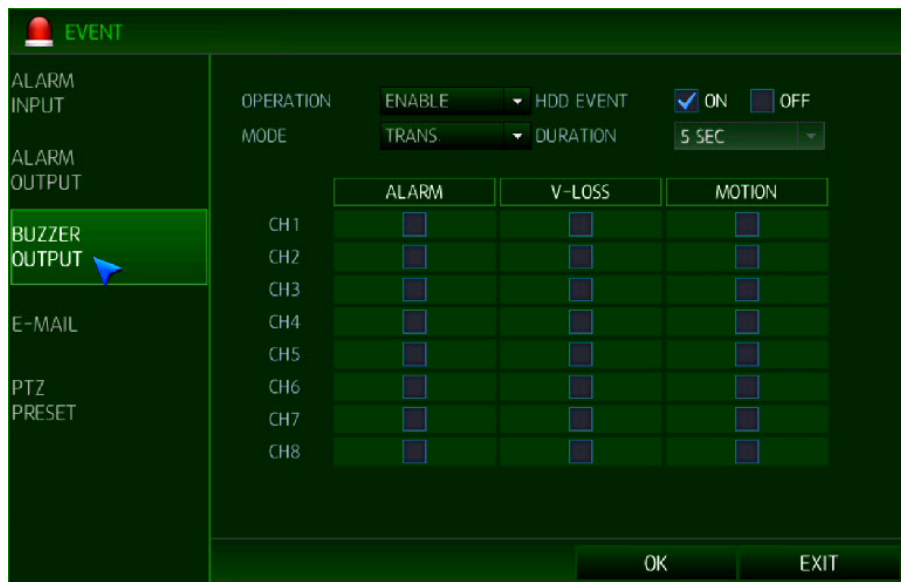 EVENT
ALARM
INPUT
ALARM
OUTPUT
BUZZER
OUTPUT
E-MAIL
PTZ
PRESET
OPERATION ENABLE HDD EVENT ON OFF
MODE TRANS. DURATION 5 SEC
ALARM V-LOSS MOTION
CH1
CH2
CH3
CH4
CH5
CH6
CH7
CH8
OK EXIT